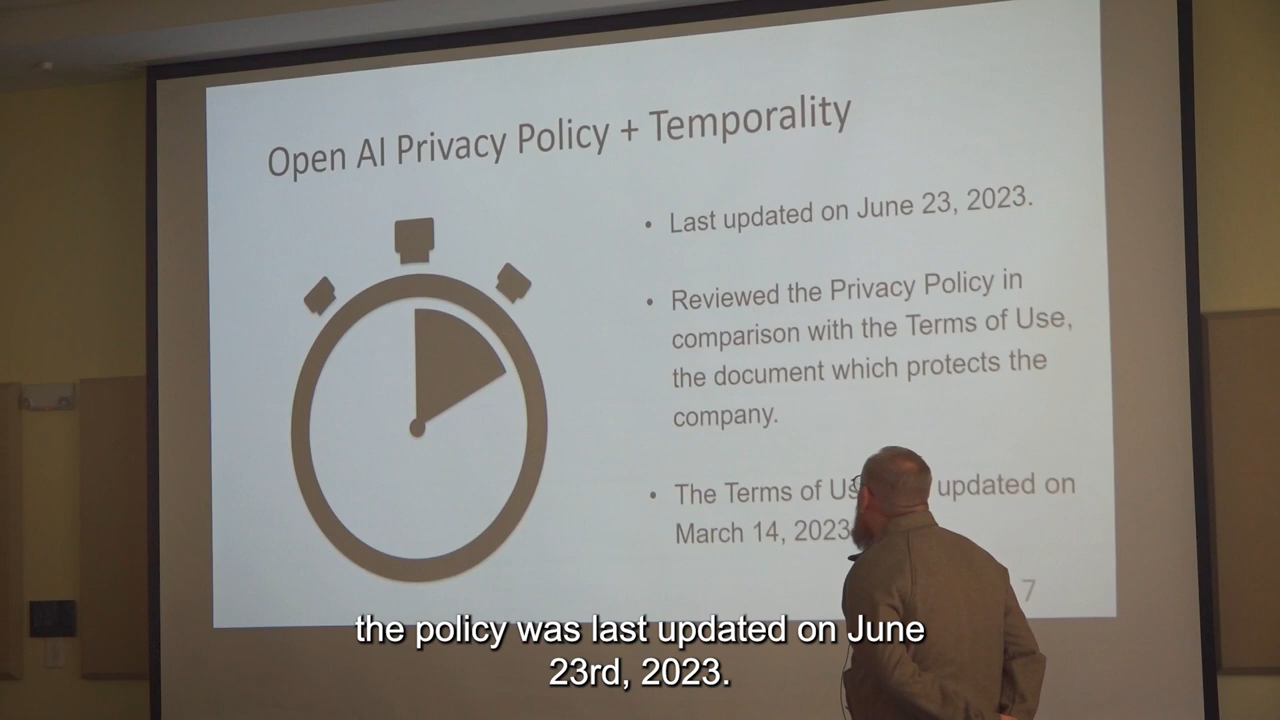 Open AI Privacy Policy + Temporality
• Last updated on June 23, 2023.
• Reviewed the Privacy Policy in
comparison with the Terms of Use,
the document which protects the
company.
• The Terms of Us updated on
March 14, 2023
7
the policy was last updated on June
23rd, 2023.